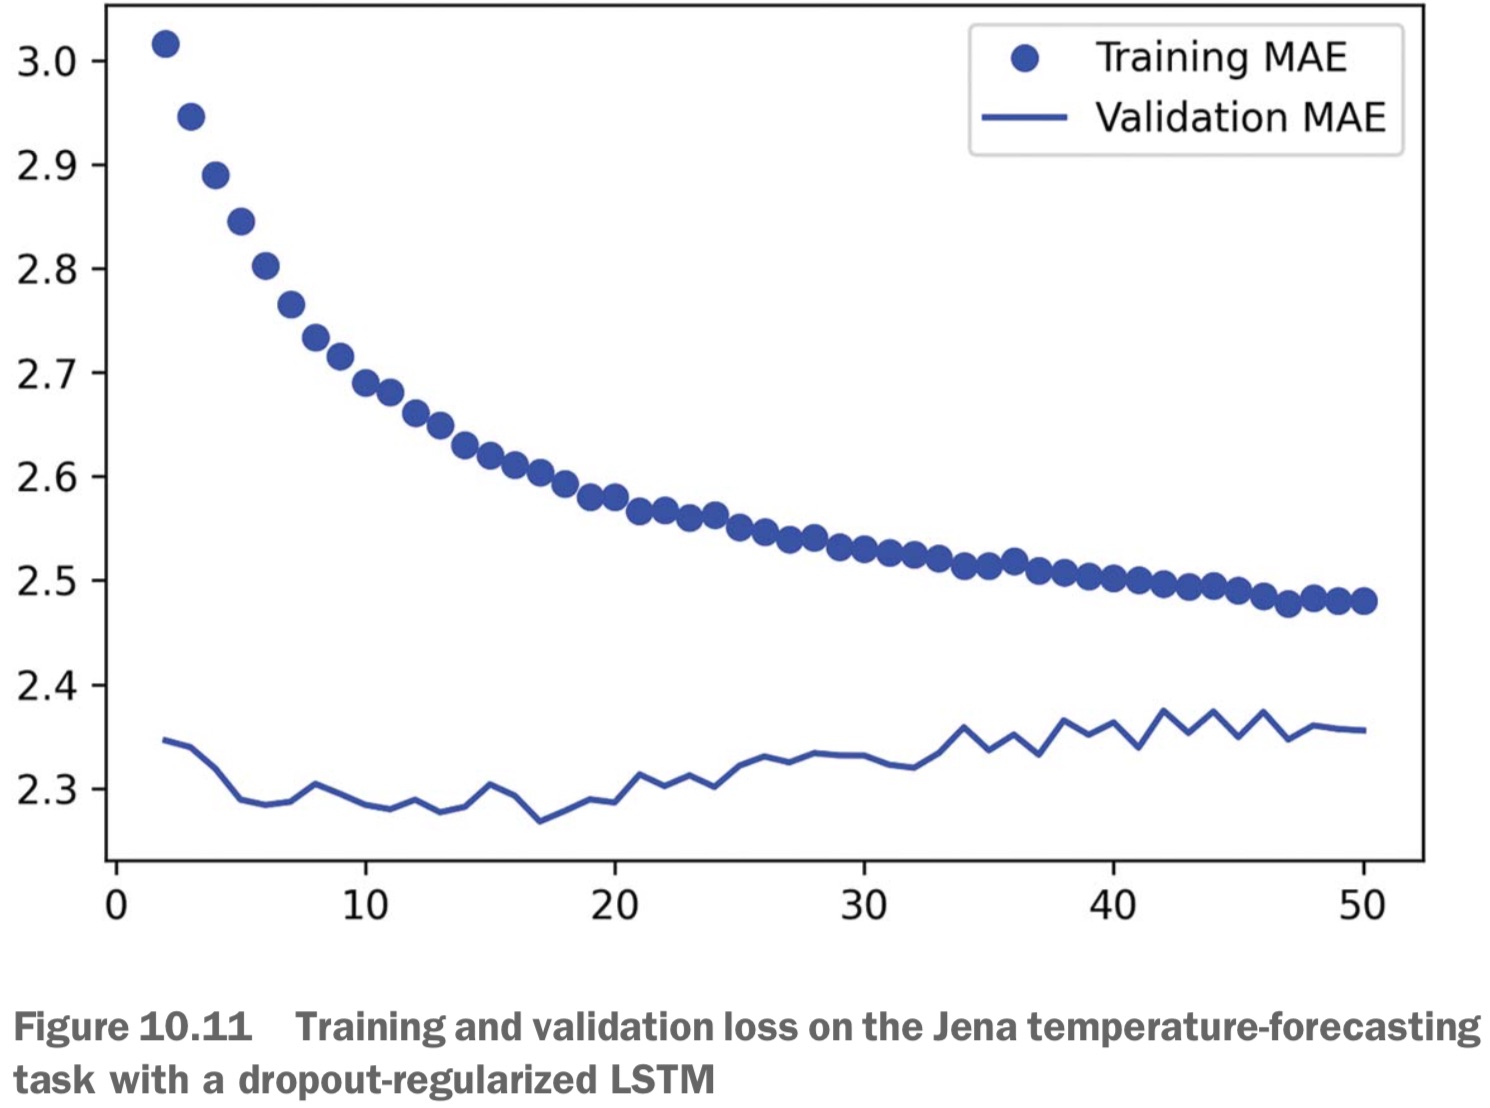 3.0
2.9
2.8
2.7
2.6
2.5
2.4
2.3
Training MAE
Validation MAE
0 10 20 30 40 50
Figure 10.11 Training and validation loss on the Jena temperature-forecasting
task with a dropout-regularized LSTM